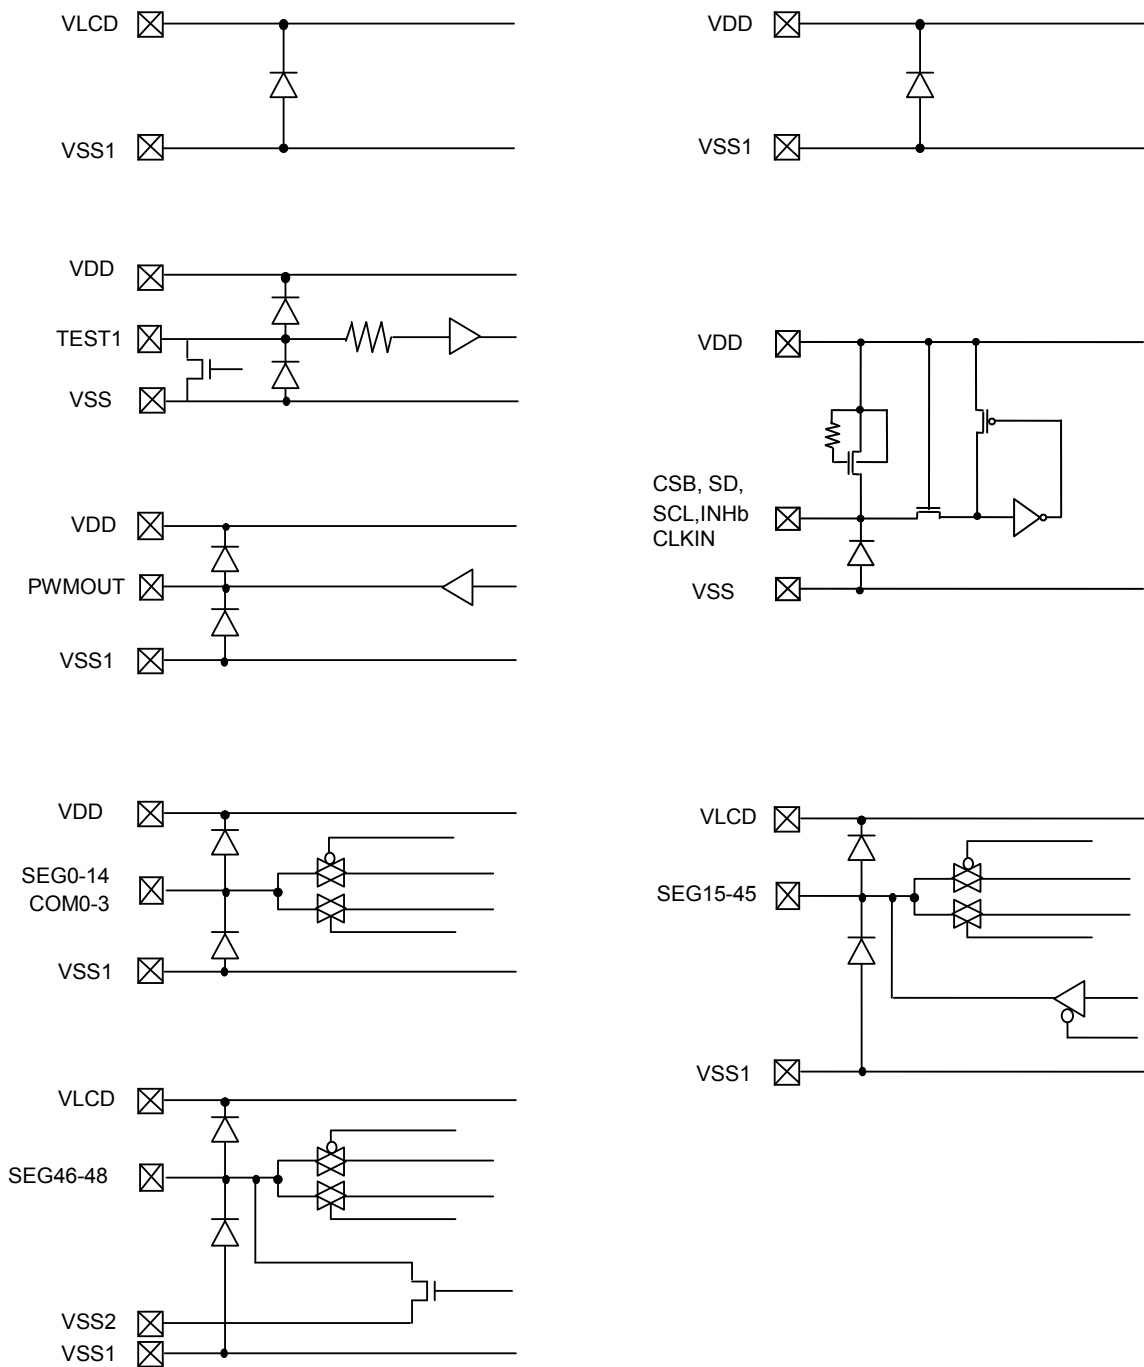 VLCD
VSS1
VDD
VSS1
VDD
TEST1
VSS
VDD
CSB, SD,
SCL,INHb
CLKIN
VSS
VDD
PWMOUT
VSS1
VDD
SEG0-14
COM0-3
VSS1
VLCD
SEG15-45
VSS1
VLCD
SEG46-48
VSS2
VSS1